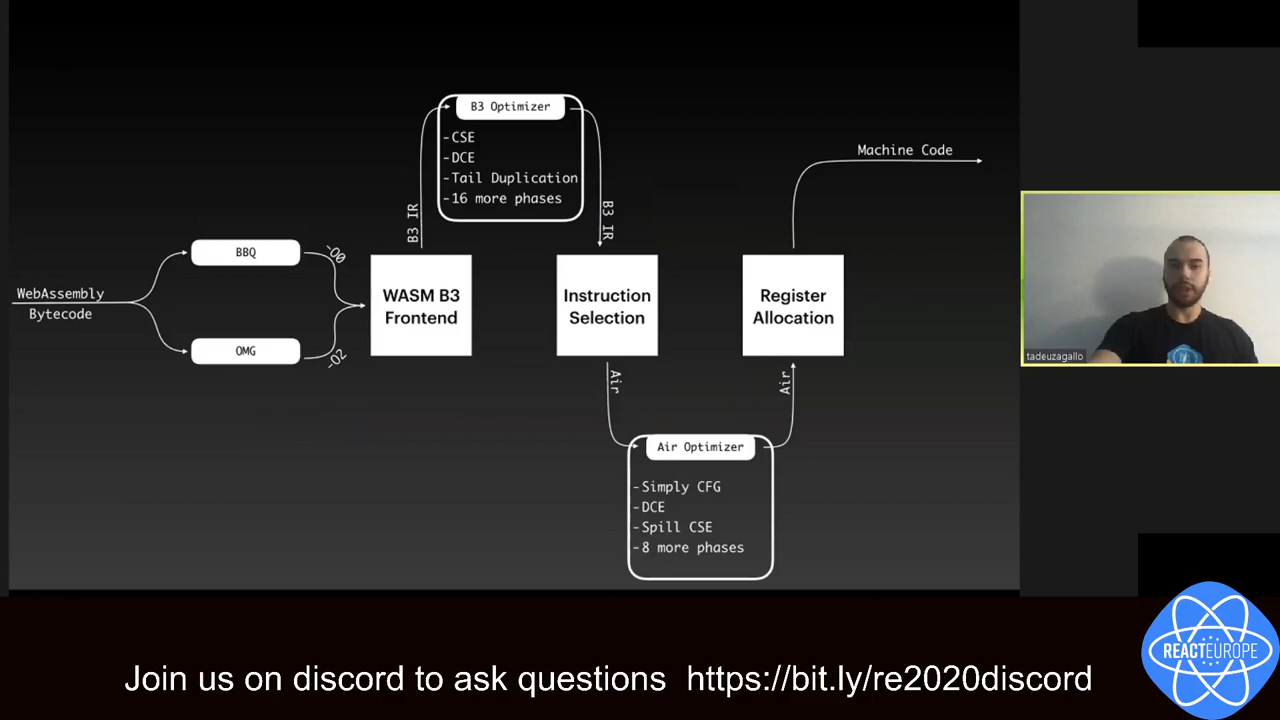 B3 Optimizer
-CSE
-DCE
-Tail Duplication
-16 more phases
B3 IR
B3 IR
Machine Code
WebAssembly
Bytecode
BBQ
-O0
OMG
-O2
WASM B3
Frontend
Instruction
Selection
Register
Allocation
Air
Air
Air Optimizer
-Simply CFG
-DCE
-Spill CSE
-8 more phases
tadeuzagallo
REACTEUROPE
Join us on discord to ask questions https://bit.ly/re2020discord